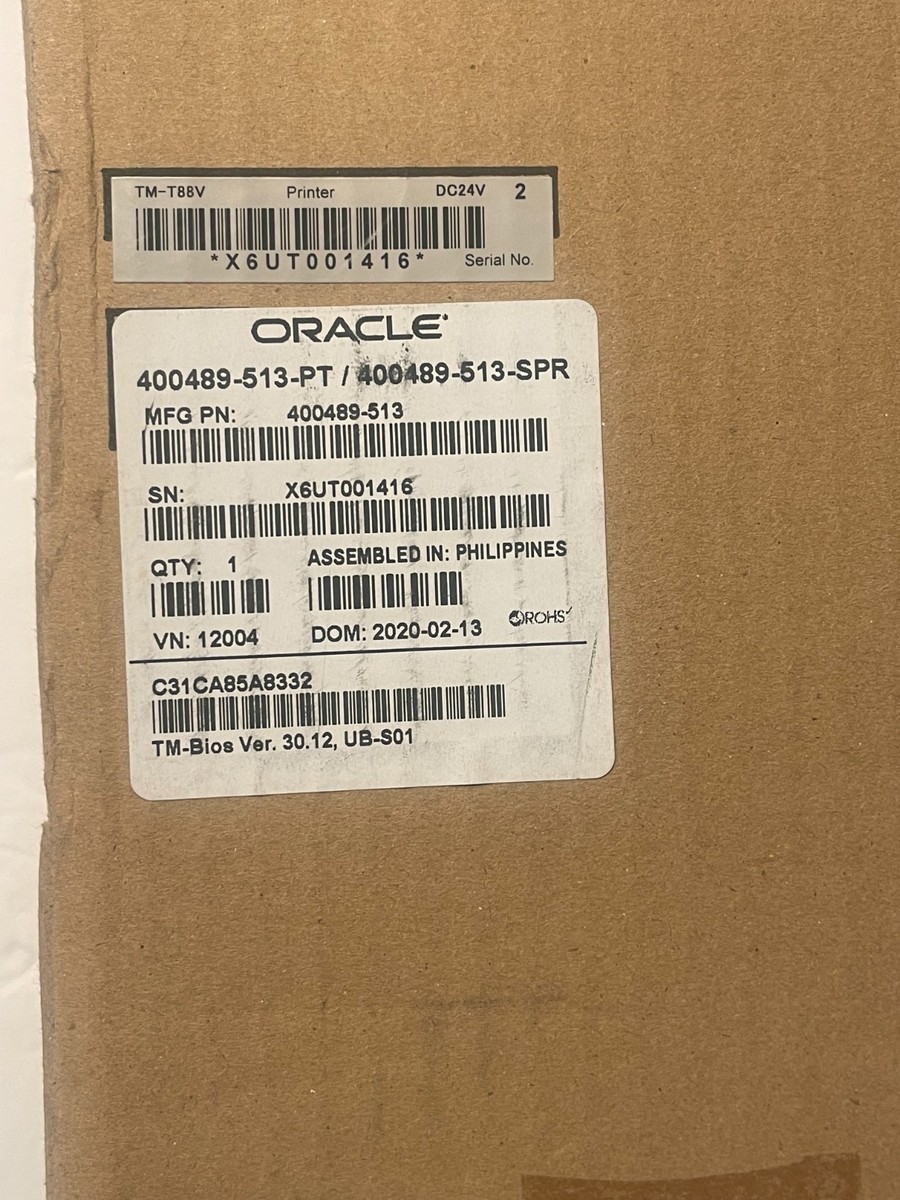 TM-T88V Printer DC24V 2
*X6UT001416* Serial No.
ORACLE
400489-513-PT / 400489-513-SPR
MFG PN: 400489-513
SN: X6UT001416
QTY: 1 ASSEMBLED IN: PHILIPPINES
VN: 12004 DOM: 2020-02-13 ROHS
C31CA85A8332
TM-Bios Ver. 30.12, UB-S01